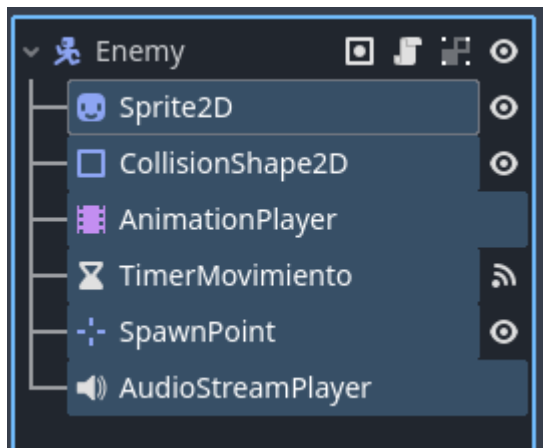 Enemy
Sprite2D
CollisionShape2D
AnimationPlayer
TimerMovimiento
SpawnPoint
AudioStreamPlayer